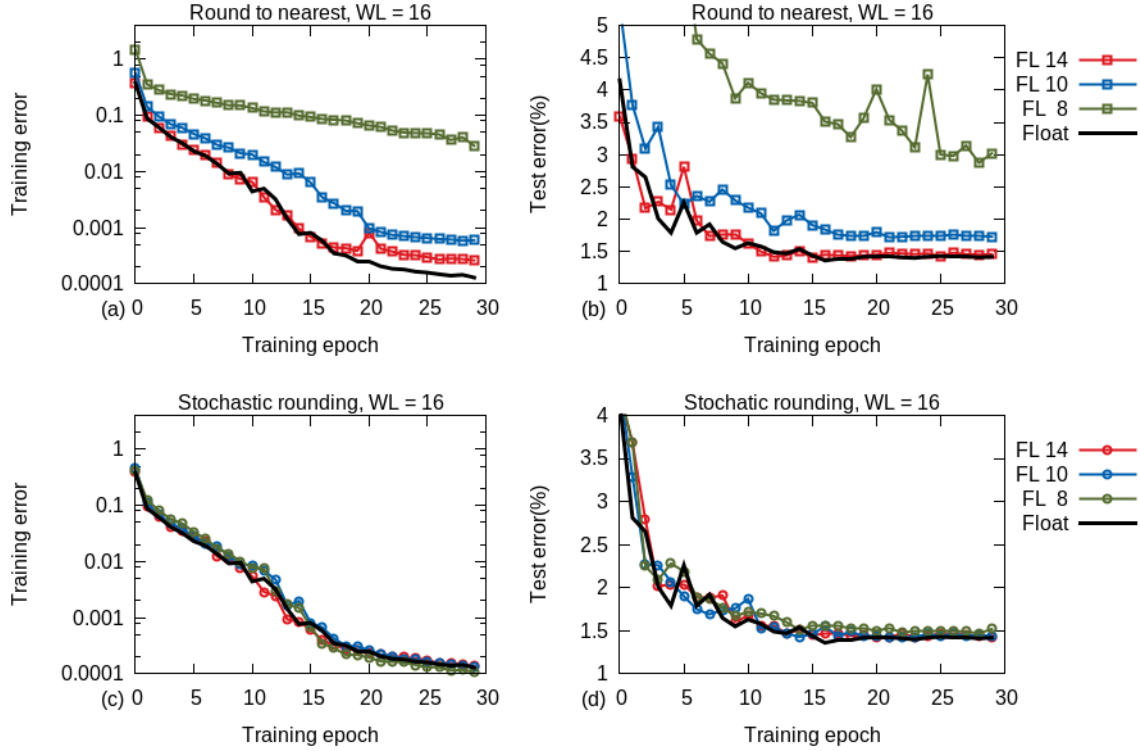 Round to nearest, WL = 16
Training error
1
0.1
0.01
0.001
0.0001
0 5 10 15 20 25 30
(a)
Training epoch
Round to nearest, WL = 16
Test error(%)
5
4.5
4
3.5
3
2.5
2
1.5
1
0 5 10 15 20 25 30
(b)
Training epoch
FL 14
FL 10
FL 8
Float
Stochastic rounding, WL = 16
Training error
1
0.1
0.01
0.001
0.0001
0 5 10 15 20 25 30
(c)
Training epoch
Stochatic rounding, WL = 16
Test error(%)
4
3.5
3
2.5
2
1.5
1
0 5 10 15 20 25 30
(d)
Training epoch
FL 14
FL 10
FL 8
Float